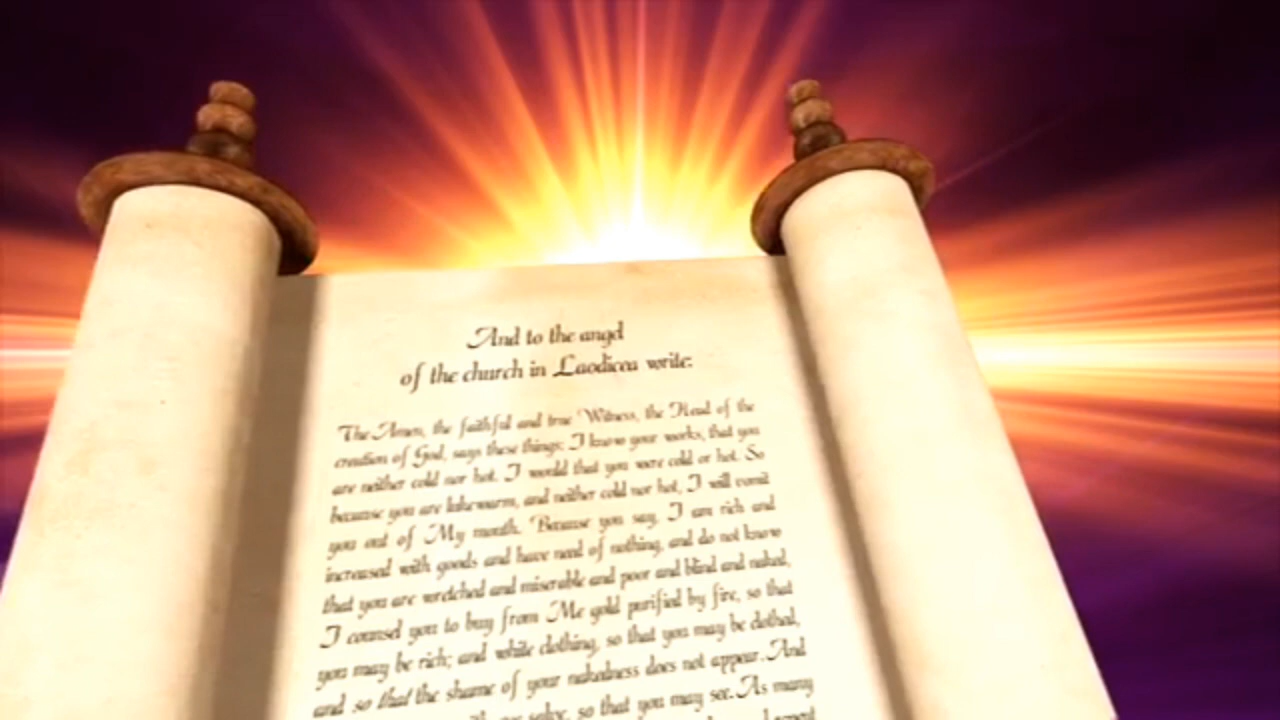 And to the angel
of the church in Laodicea write:
The Amen, the faithful and true Witness, the Head of the
creation of God, says these things: I know your works, that you
are neither cold nor hot. I would that you were cold or hot. So
because you are lukewarm, and neither cold nor hot, I will vomit
you out of My mouth. Because you say, I am rich and
increased with goods and have need of nothing, and do not know
that you are wretched and miserable and poor and blind and naked,
I counsel you to buy from Me gold purified by fire, so that
you may be rich; and white clothing, so that you may be clothed,
and so that the shame of your nakedness does not appear. And
salve, so that you may see. As many